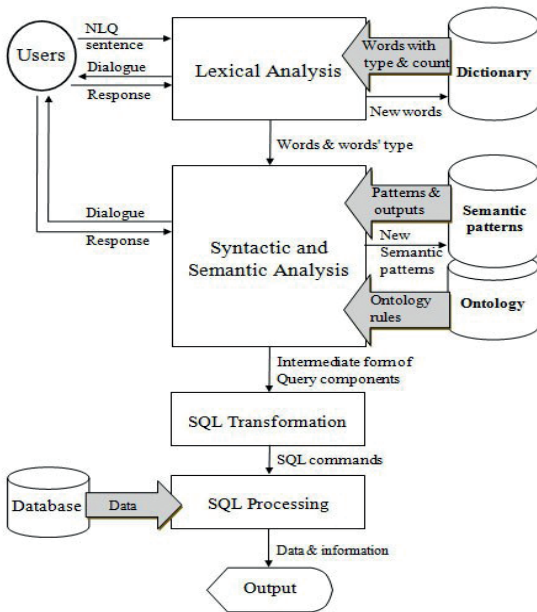 NLQ
sentence
Users
Dialogue
Response
Lexical Analysis
Words with
type & count
Dictionary
New words
Words & words' type
Dialogue
Response
Syntactic and
Semantic Analysis
Patterns &
outputs
Semantic
patterns
New
Semantic
patterns
Ontology
rules
Ontology
Intermediate form of
Query components
SQL Transformation
SQL commands
Database
Data
SQL Processing
Data & information
Output